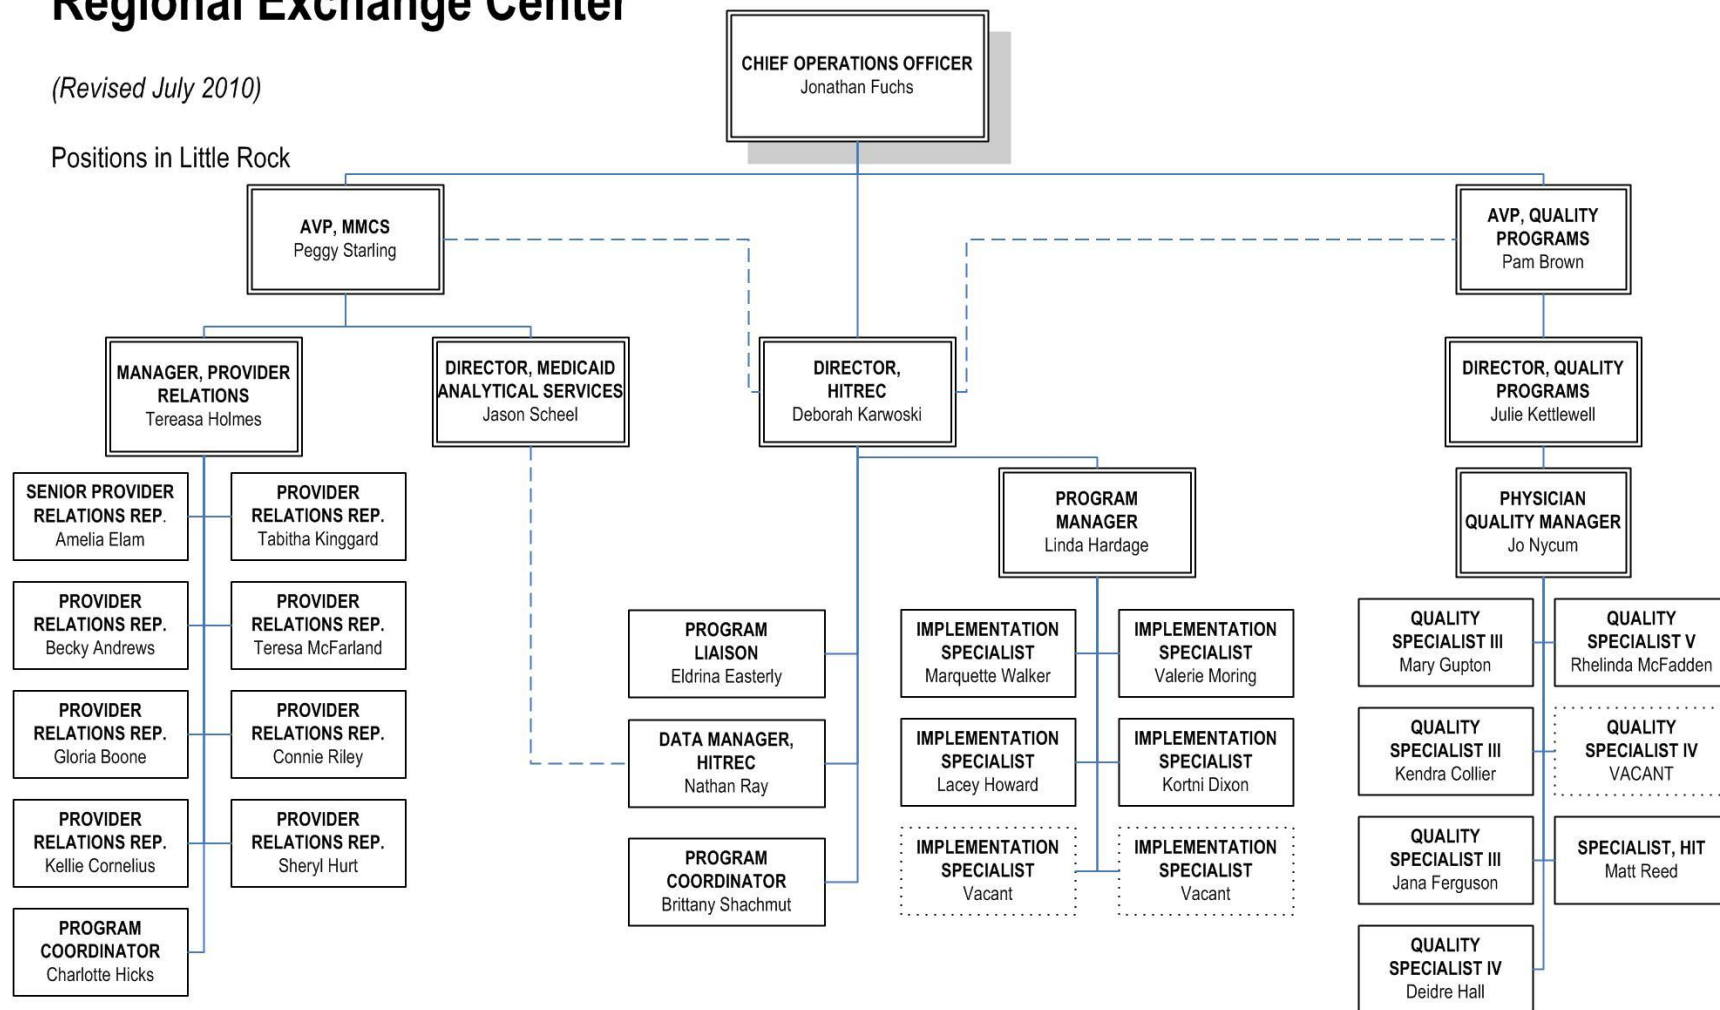 Regional Exchange Center
(Revised July 2010)
Positions in Little Rock
CHIEF OPERATIONS OFFICER
Jonathan Fuchs
AVP, MMCS
Peggy Starling
AVP, QUALITY
PROGRAMS
Pam Brown
MANAGER, PROVIDER
RELATIONS
Tereasa Holmes
DIRECTOR, MEDICAID
ANALYTICAL SERVICES
Jason Scheel
DIRECTOR,
HITREC
Deborah Karwoski
DIRECTOR, QUALITY
PROGRAMS
Julie Kettlewell
SENIOR PROVIDER
RELATIONS REP.
Amelia Elam
PROVIDER
RELATIONS REP.
Tabitha Kinggard
PROGRAM
MANAGER
Linda Hardage
PHYSICIAN
QUALITY MANAGER
Jo Nycum
PROVIDER
RELATIONS REP.
Becky Andrews
PROVIDER
RELATIONS REP.
Teresa McFarland
PROGRAM
LIAISON
Eldrina Easterly
IMPLEMENTATION
SPECIALIST
Marquette Walker
IMPLEMENTATION
SPECIALIST
Valerie Moring
QUALITY
SPECIALIST III
Mary Gupton
QUALITY
SPECIALIST V
Rhelinda McFadden
PROVIDER
RELATIONS REP.
Gloria Boone
PROVIDER
RELATIONS REP.
Connie Riley
DATA MANAGER,
HITREC
Nathan Ray
IMPLEMENTATION
SPECIALIST
Lacey Howard
IMPLEMENTATION
SPECIALIST
Kortni Dixon
QUALITY
SPECIALIST III
Kendra Collier
QUALITY
SPECIALIST IV
VACANT
PROVIDER
RELATIONS REP.
Kellie Cornelius
PROVIDER
RELATIONS REP.
Sheryl Hurt
PROGRAM
COORDINATOR
Brittany Shachmut
IMPLEMENTATION
SPECIALIST
Vacant
IMPLEMENTATION
SPECIALIST
Vacant
QUALITY
SPECIALIST III
Jana Ferguson
SPECIALIST, HIT
Matt Reed
PROGRAM
COORDINATOR
Charlotte Hicks
QUALITY
SPECIALIST IV
Deidre Hall